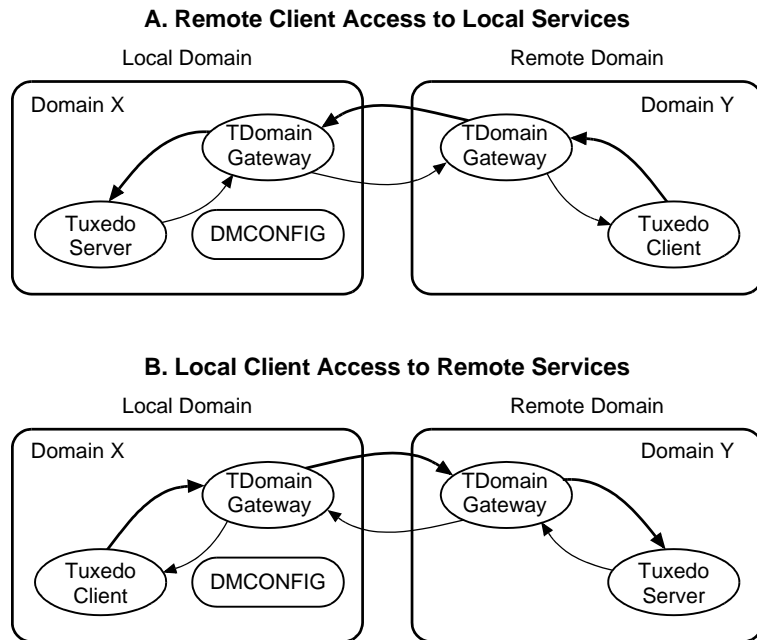 A. Remote Client Access to Local Services
Local Domain
Remote Domain
Domain X
Domain Y
TDomain
Gateway
TDomain
Gateway
Tuxedo
Server
DMCONFIG
Tuxedo
Client
B. Local Client Access to Remote Services
Local Domain
Remote Domain
Domain X
Domain Y
TDomain
Gateway
TDomain
Gateway
Tuxedo
Client
DMCONFIG
Tuxedo
Server